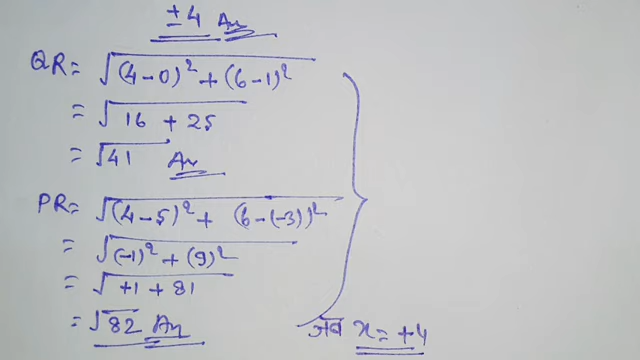 ±4 Ans
QR= √(4-0)² + (6-1)²
= √16 + 25
= √41 Ans
PR= √(4-5)² + (6-(-3))²
= √(-1)² + (9)²
= √+1 + 81
= √82 Ans
जब x = +4